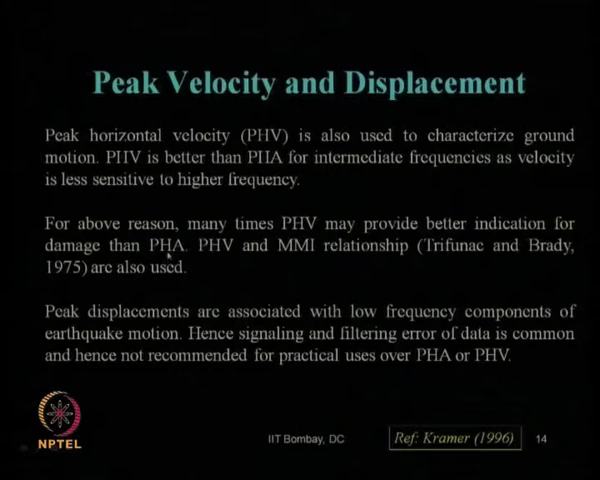 Peak Velocity and Displacement
Peak horizontal velocity (PHV) is also used to characterize ground
motion. PHV is better than PHA for intermediate frequencies as velocity
is less sensitive to higher frequency.
For above reason, many times PHV may provide better indication for
damage than PHA. PHV and MMI relationship (Trifunac and Brady,
1975) are also used.
Peak displacements are associated with low frequency components of
earthquake motion. Hence signaling and filtering error of data is common
and hence not recommended for practical uses over PHA or PHV.
NPTEL
IIT Bombay, DC
Ref: Kramer (1996)
14